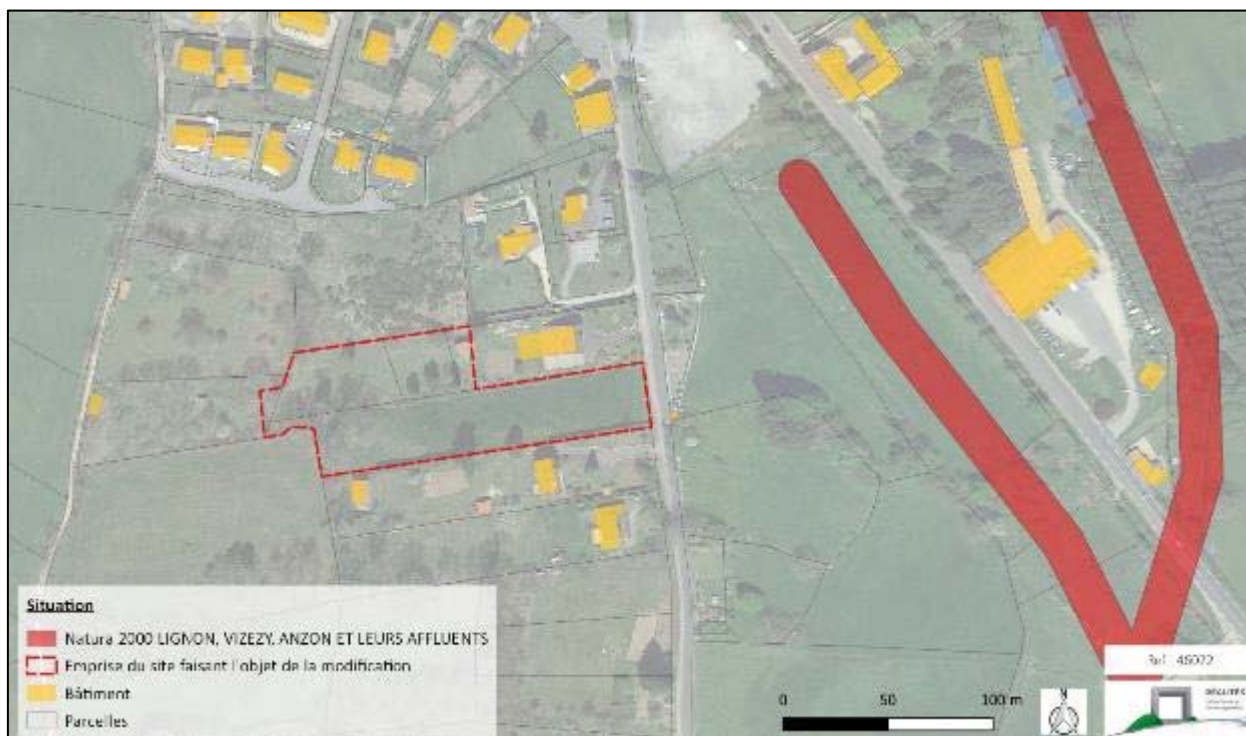 Situation
Natura 2000 LIGNON, VIZEZY, ANZON ET LEURS AFFLUENTS
Emprise du site faisant l'objet de la modification
Bâtiment
Parcelles
0 50 100 m
N